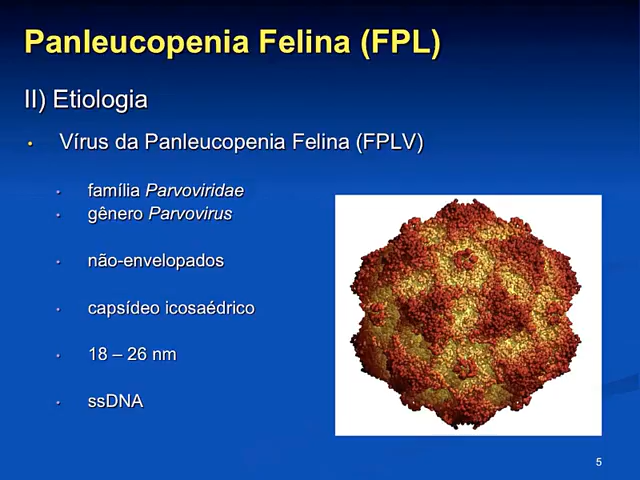 Panleucopenia Felina (FPL)
II) Etiologia
• Vírus da Panleucopenia Felina (FPLV)
• família Parvoviridae
• gênero Parvovirus
• não-envelopados
• capsídeo icosaédrico
• 18 – 26 nm
• ssDNA
5